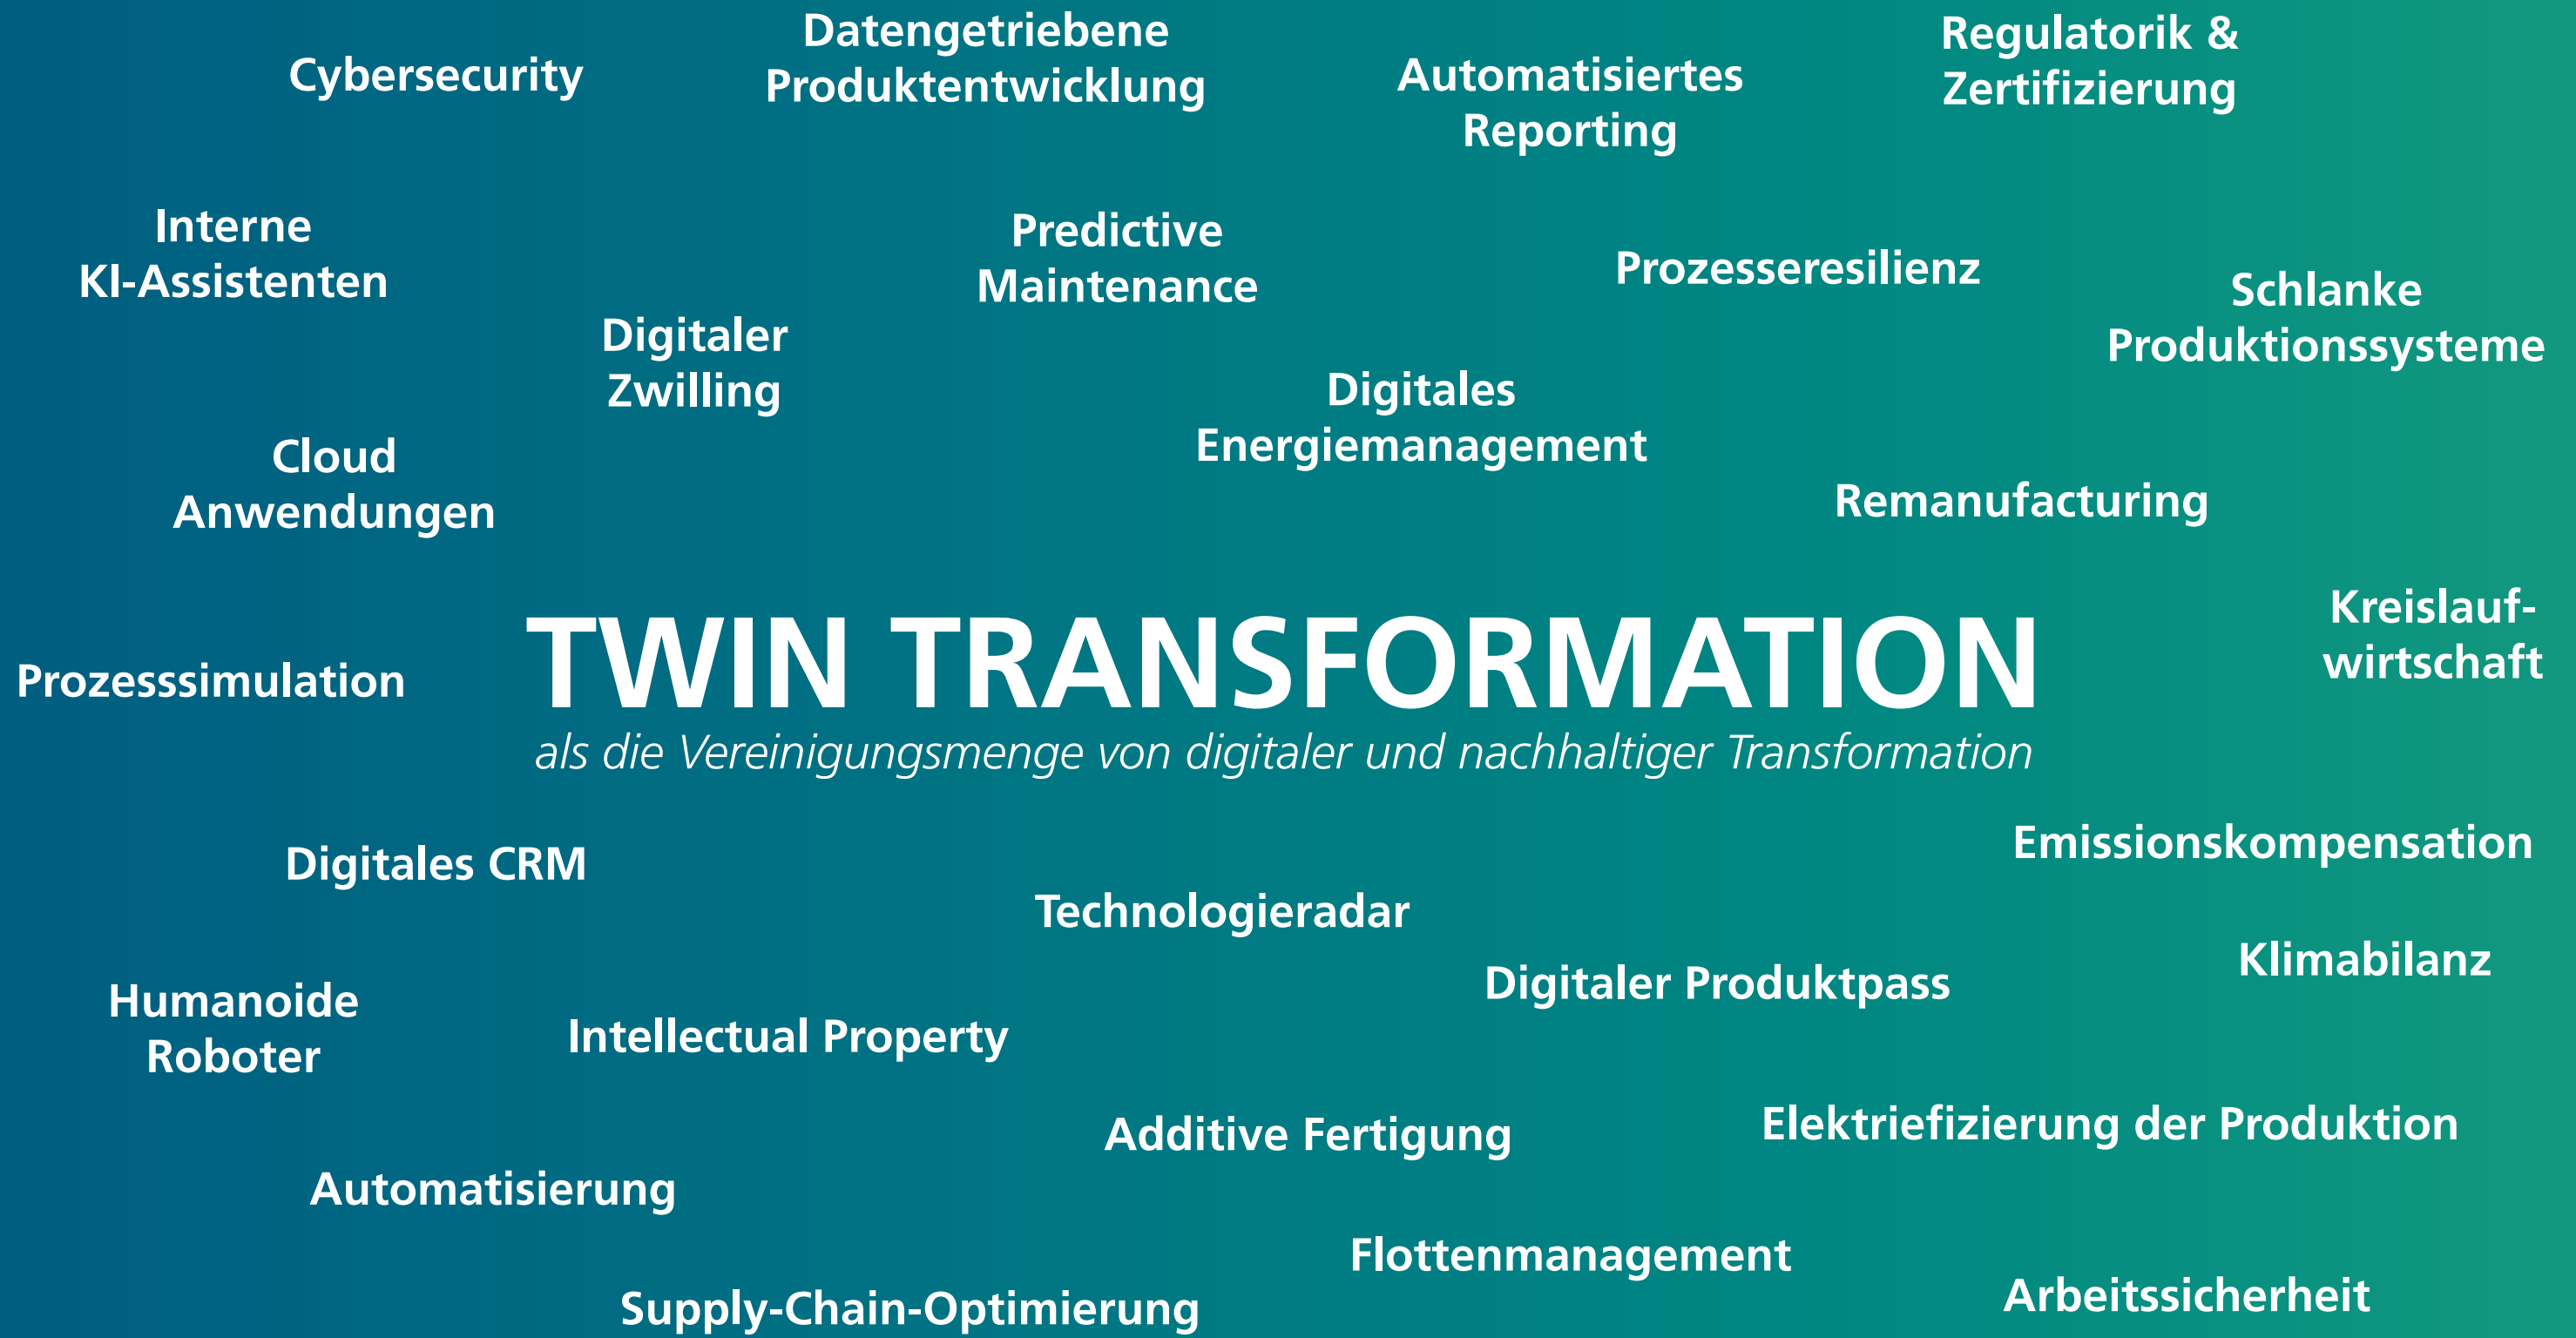 Datengetriebene
Produktentwicklung
Regulatorik &
Zertifizierung
Cybersecurity
Automatisiertes
Reporting
Interne
KI-Assistenten
Predictive
Maintenance
Prozesseresilienz
Schlanke
Produktionssysteme
Digitaler
Zwilling
Digitales
Energiemanagement
Cloud
Anwendungen
Remanufacturing
Kreislauf-
wirtschaft
TWIN TRANSFORMATION
Prozesssimulation
als die Vereinigungsmenge von digitaler und nachhaltiger Transformation
Emissionskompensation
Digitales CRM
Technologieradar
Klimabilanz
Digitaler Produktpass
Humanoide
Roboter
Intellectual Property
Elektriefizierung der Produktion
Additive Fertigung
Automatisierung
Flottenmanagement
Arbeitssicherheit
Supply-Chain-Optimierung